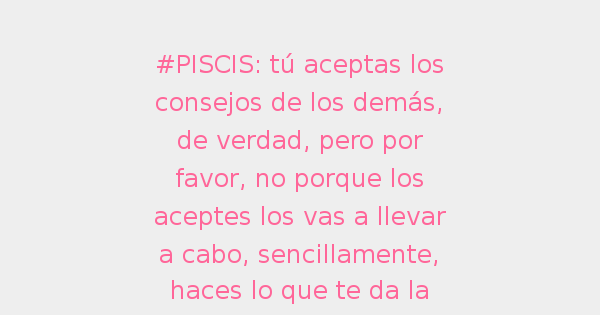 #PISCIS: tú aceptas los
consejos de los demás,
de verdad, pero por
favor, no porque los
aceptes los vas a llevar
a cabo, sencillamente,
haces lo que te da la